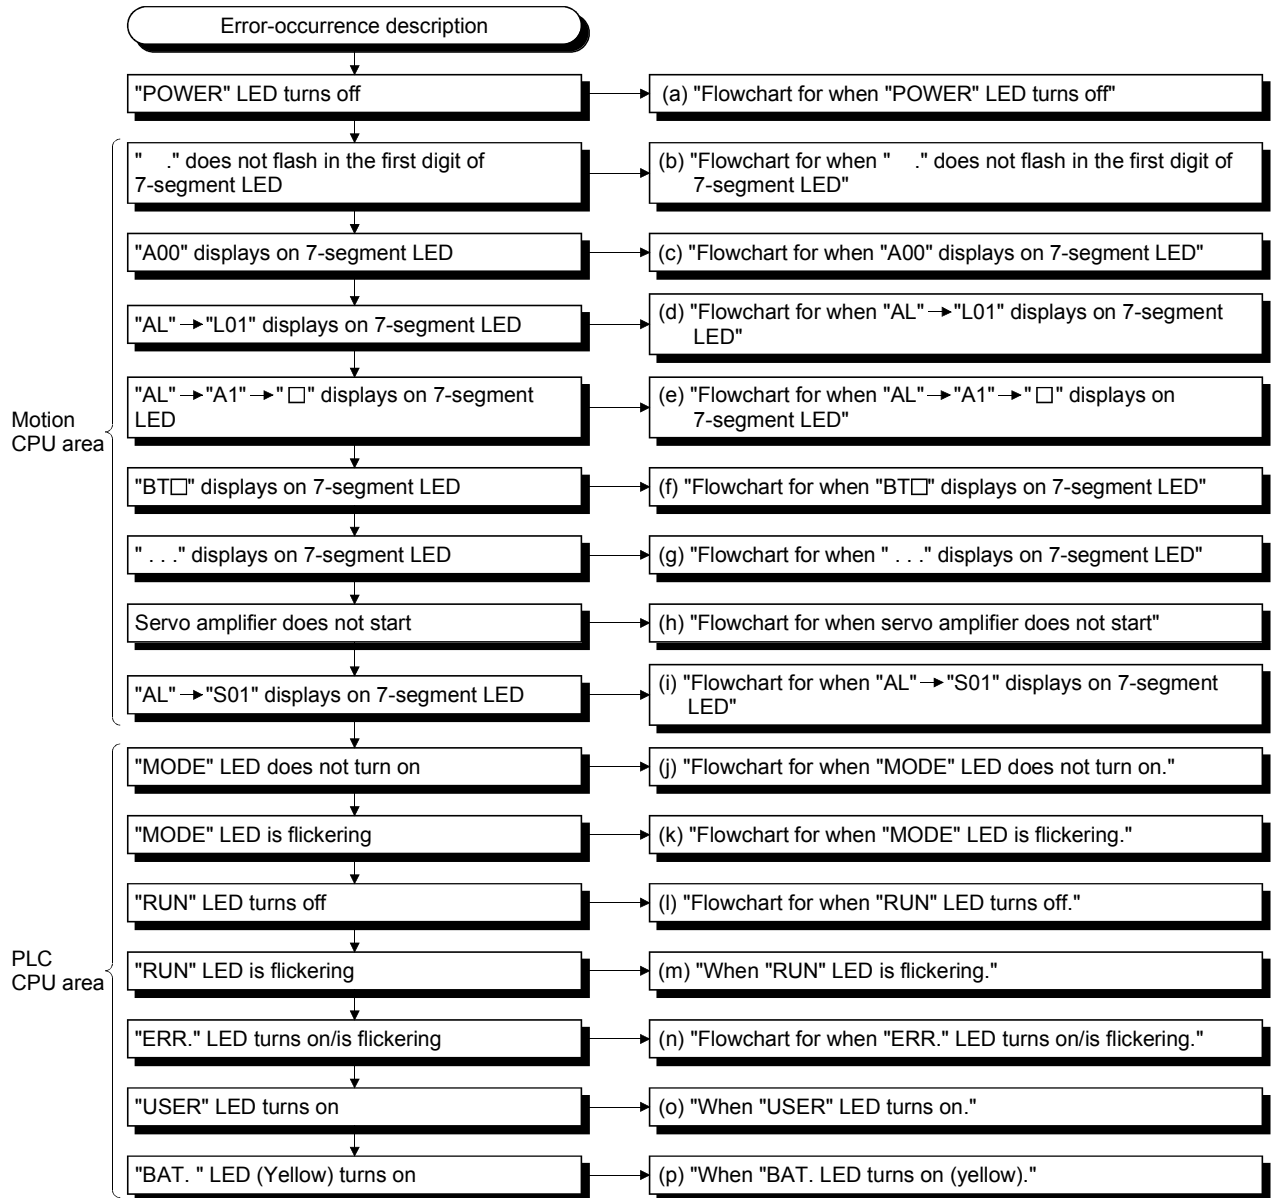 Error-occurrence description
"POWER" LED turns off
(a) "Flowchart for when "POWER" LED turns off"
" ." does not flash in the first digit of
7-segment LED
(b) "Flowchart for when " ." does not flash in the first digit of
7-segment LED"
"A00" displays on 7-segment LED
(c) "Flowchart for when "A00" displays on 7-segment LED"
"AL" → "L01" displays on 7-segment LED
(d) "Flowchart for when "AL" → "L01" displays on 7-segment
LED"
"AL" → "A1" → " □" displays on 7-segment
LED
(e) "Flowchart for when "AL" → "A1" → " □" displays on
7-segment LED"
Motion
CPU area
"BT□" displays on 7-segment LED
(f) "Flowchart for when "BT□" displays on 7-segment LED"
" . . ." displays on 7-segment LED
(g) "Flowchart for when " . . ." displays on 7-segment LED"
Servo amplifier does not start
(h) "Flowchart for when servo amplifier does not start"
"AL" → "S01" displays on 7-segment LED
(i) "Flowchart for when "AL" → "S01" displays on 7-segment
LED"
"MODE" LED does not turn on
(j) "Flowchart for when "MODE" LED does not turn on."
"MODE" LED is flickering
(k) "Flowchart for when "MODE" LED is flickering."
"RUN" LED turns off
(l) "Flowchart for when "RUN" LED turns off."
PLC
CPU area
"RUN" LED is flickering
(m) "When "RUN" LED is flickering."
"ERR." LED turns on/is flickering
(n) "Flowchart for when "ERR." LED turns on/is flickering."
"USER" LED turns on
(o) "When "USER" LED turns on."
"BAT. " LED (Yellow) turns on
(p) "When "BAT. LED turns on (yellow)."